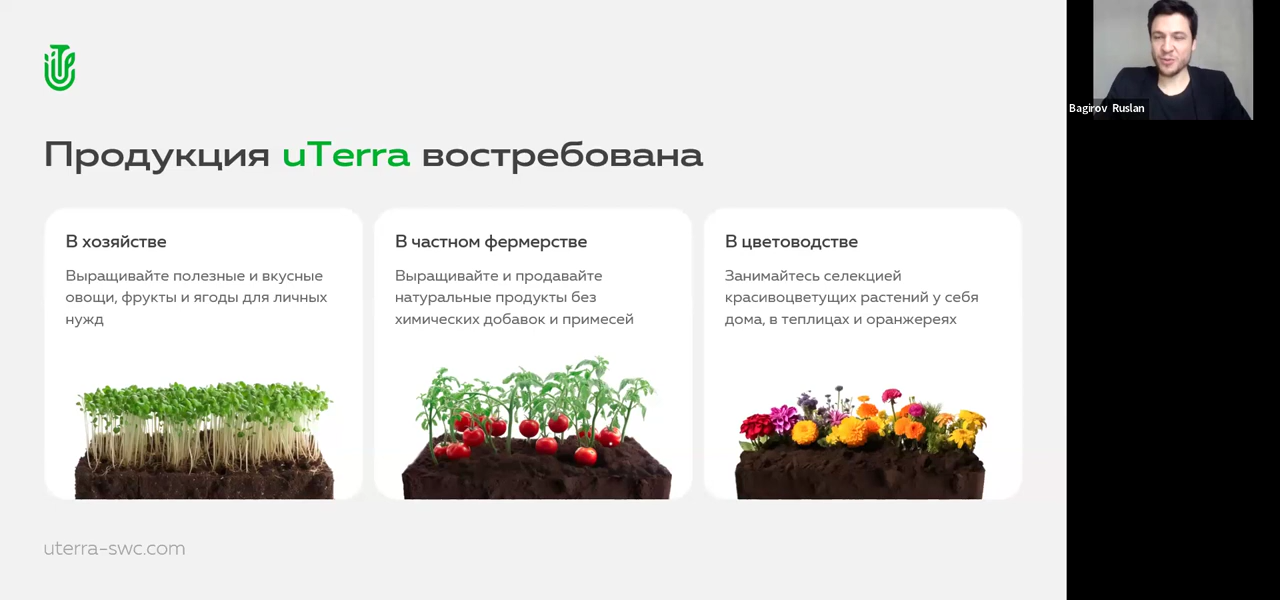 Продукция uTerra востребована
В хозяйстве
Выращивайте полезные и вкусные
овощи, фрукты и ягоды для личных
нужд
В частном фермерстве
Выращивайте и продавайте
натуральные продукты без
химических добавок и примесей
В цветоводстве
Занимайтесь селекцией
красивоцветущих растений у себя
дома, в теплицах и оранжереях
uterra-swc.com
Bagirov Ruslan